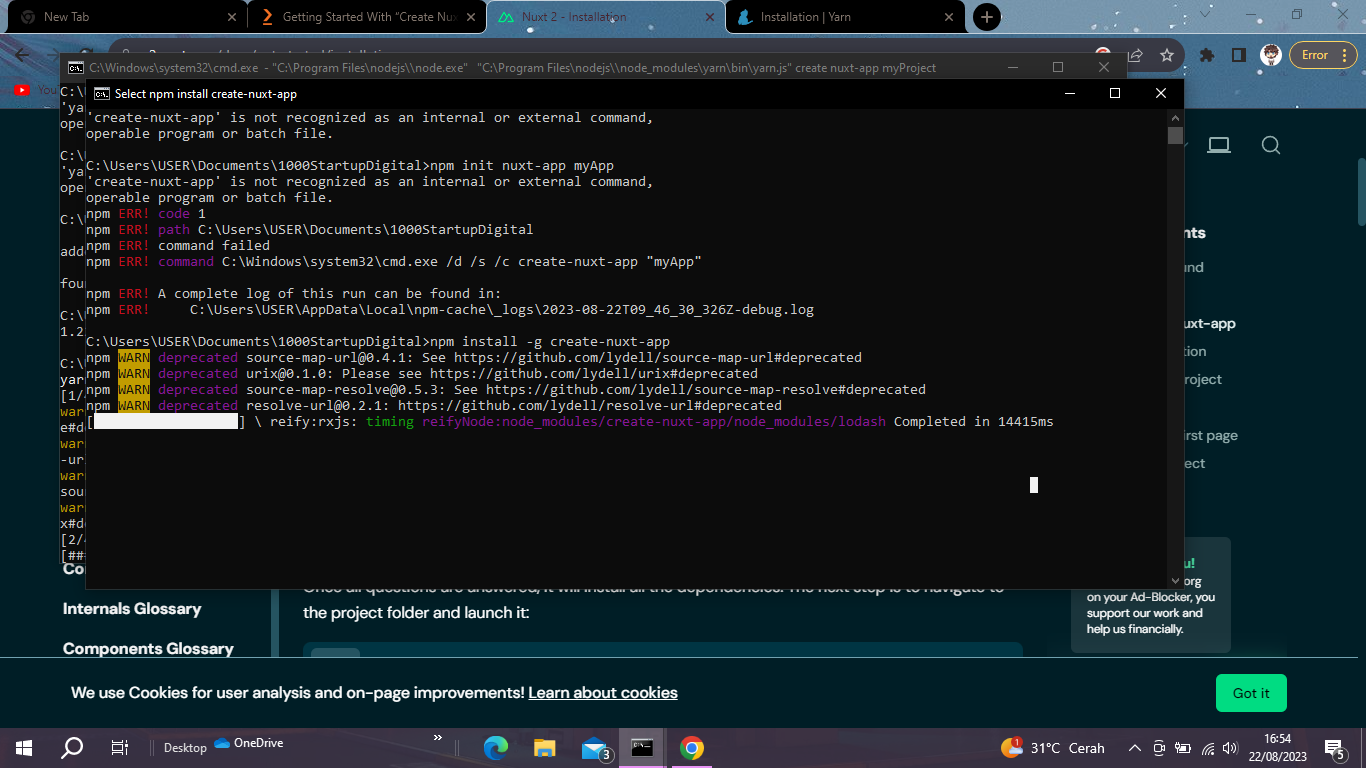 New Tab
Getting Started With "Create Nux
Nuxt 2 - Installation
Installation | Yarn
Error
C:\Windows\system32\cmd.exe - "C:\Program Files\nodejs\\node.exe" "C:\Program Files\nodejs\\node_modules\yarn\bin\yarn.js" create nuxt-app myProject
Select npm install create-nuxt-app
'create-nuxt-app' is not recognized as an internal or external command,
operable program or batch file.
C:\Users\USER\Documents\1000StartupDigital>npm init nuxt-app myApp
'create-nuxt-app' is not recognized as an internal or external command,
operable program or batch file.
npm ERR! code 1
npm ERR! path C:\Users\USER\Documents\1000StartupDigital
npm ERR! command failed
npm ERR! command C:\Windows\system32\cmd.exe /d /s /c create-nuxt-app "myApp"
npm ERR! A complete log of this run can be found in:
npm ERR!     C:\Users\USER\AppData\Local\npm-cache\_logs\2023-08-22T09_46_30_326Z-debug.log
C:\Users\USER\Documents\1000StartupDigital>npm install -g create-nuxt-app
npm WARN deprecated source-map-url@0.4.1: See https://github.com/lydell/source-map-url#deprecated
npm WARN deprecated urix@0.1.0: Please see https://github.com/lydell/urix#deprecated
npm WARN deprecated source-map-resolve@0.5.3: See https://github.com/lydell/source-map-resolve#deprecated
npm WARN deprecated resolve-url@0.2.1: https://github.com/lydell/resolve-url#deprecated
[ ] \ reify:rxjs: timing reifyNode:node_modules/create-nuxt-app/node_modules/lodash Completed in 14415ms
Internals Glossary
Components Glossary
the project folder and launch it:
on your Ad-Blocker, you
support our work and
help us financially.
We use Cookies for user analysis and on-page improvements! Learn about cookies
Got it
Desktop
OneDrive
3
31°C Cerah
16:54
22/08/2023
5